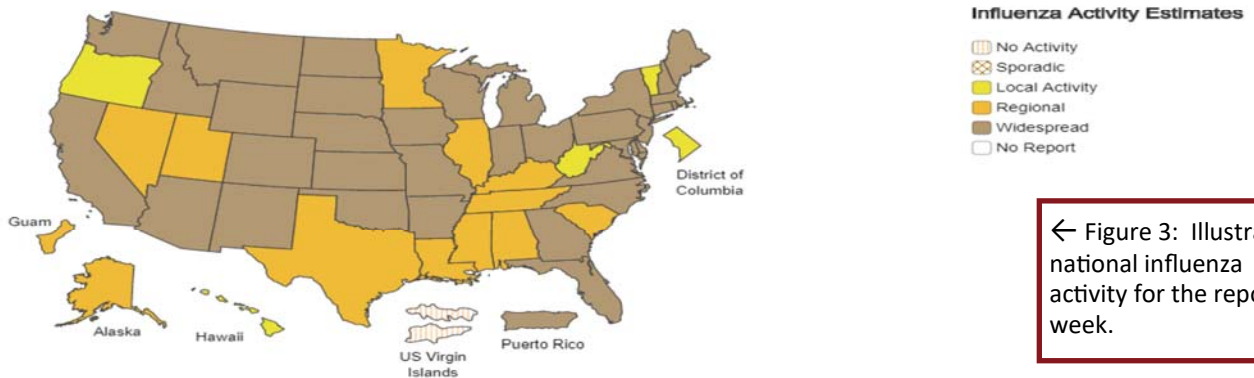 Influenza Activity Estimates
No Activity
Sporadic
Local Activity
Regional
Widespread
No Report
District of
Columbia
Guam
Alaska
Hawaii
US Virgin
Islands
Puerto Rico
← Figure 3: Illustra
national influenza
activity for the repo
week.